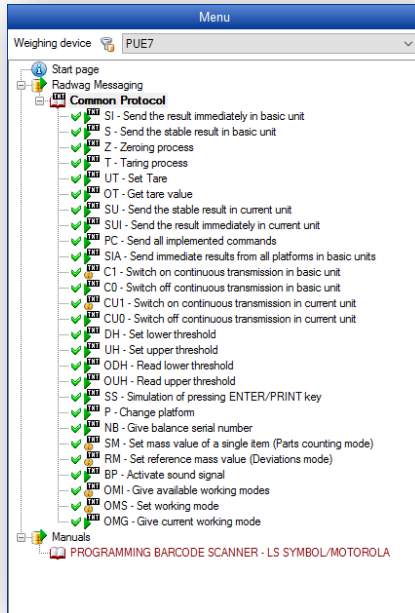 Menu
Weighing device PUE7
Start page
Radwag Messaging
Common Protocol
SI - Send the result immediately in basic unit
S - Send the stable result in basic unit
Z - Zeroing process
T - Taring process
UT - Set Tare
OT - Get tare value
SU - Send the stable result in current unit
SUI - Send the result immediately in current unit
PC - Send all implemented commands
SIA - Send immediate results from all platforms in basic units
C1 - Switch on continuous transmission in basic unit
C0 - Switch off continuous transmission in basic unit
CU1 - Switch on continuous transmission in current unit
CU0 - Switch off continuous transmission in current unit
DH - Set lower threshold
UH - Set upper threshold
ODH - Read lower threshold
OUH - Read upper threshold
SS - Simulation of pressing ENTER/PRINT key
P - Change platform
NB - Give balance serial number
SM - Set mass value of a single item (Parts counting mode)
RM - Set reference mass value (Deviations mode)
BP - Activate sound signal
OMI - Give available working modes
OMS - Set working mode
OMG - Give current working mode
Manuals
PROGRAMMING BARCODE SCANNER - LS SYMBOL/MOTOROLA